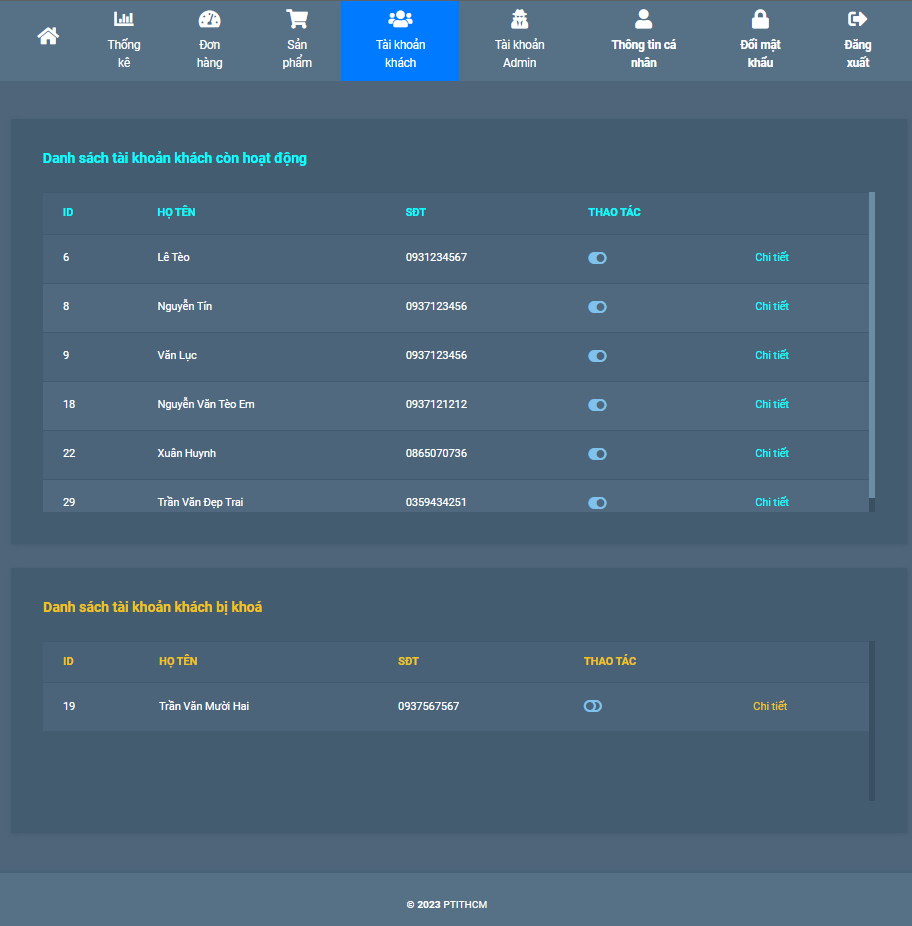 Thống kê
Đơn hàng
Sản phẩm
Tài khoản khách
Tài khoản Admin
Thông tin cá nhân
Đổi mật khẩu
Đăng xuất
Danh sách tài khoản khách còn hoạt động
ID HỌ TÊN SĐT THAO TÁC
6 Lê Tèo 0931234567 Chi tiết
8 Nguyễn Tín 0937123456 Chi tiết
9 Văn Lục 0937123456 Chi tiết
18 Nguyễn Văn Tèo Em 0937121212 Chi tiết
22 Xuân Huynh 0865070736 Chi tiết
29 Trần Văn Đẹp Trai 0359434251 Chi tiết
Danh sách tài khoản khách bị khoá
ID HỌ TÊN SĐT THAO TÁC
19 Trần Văn Mười Hai 0937567567 Chi tiết
© 2023 PTITHCM